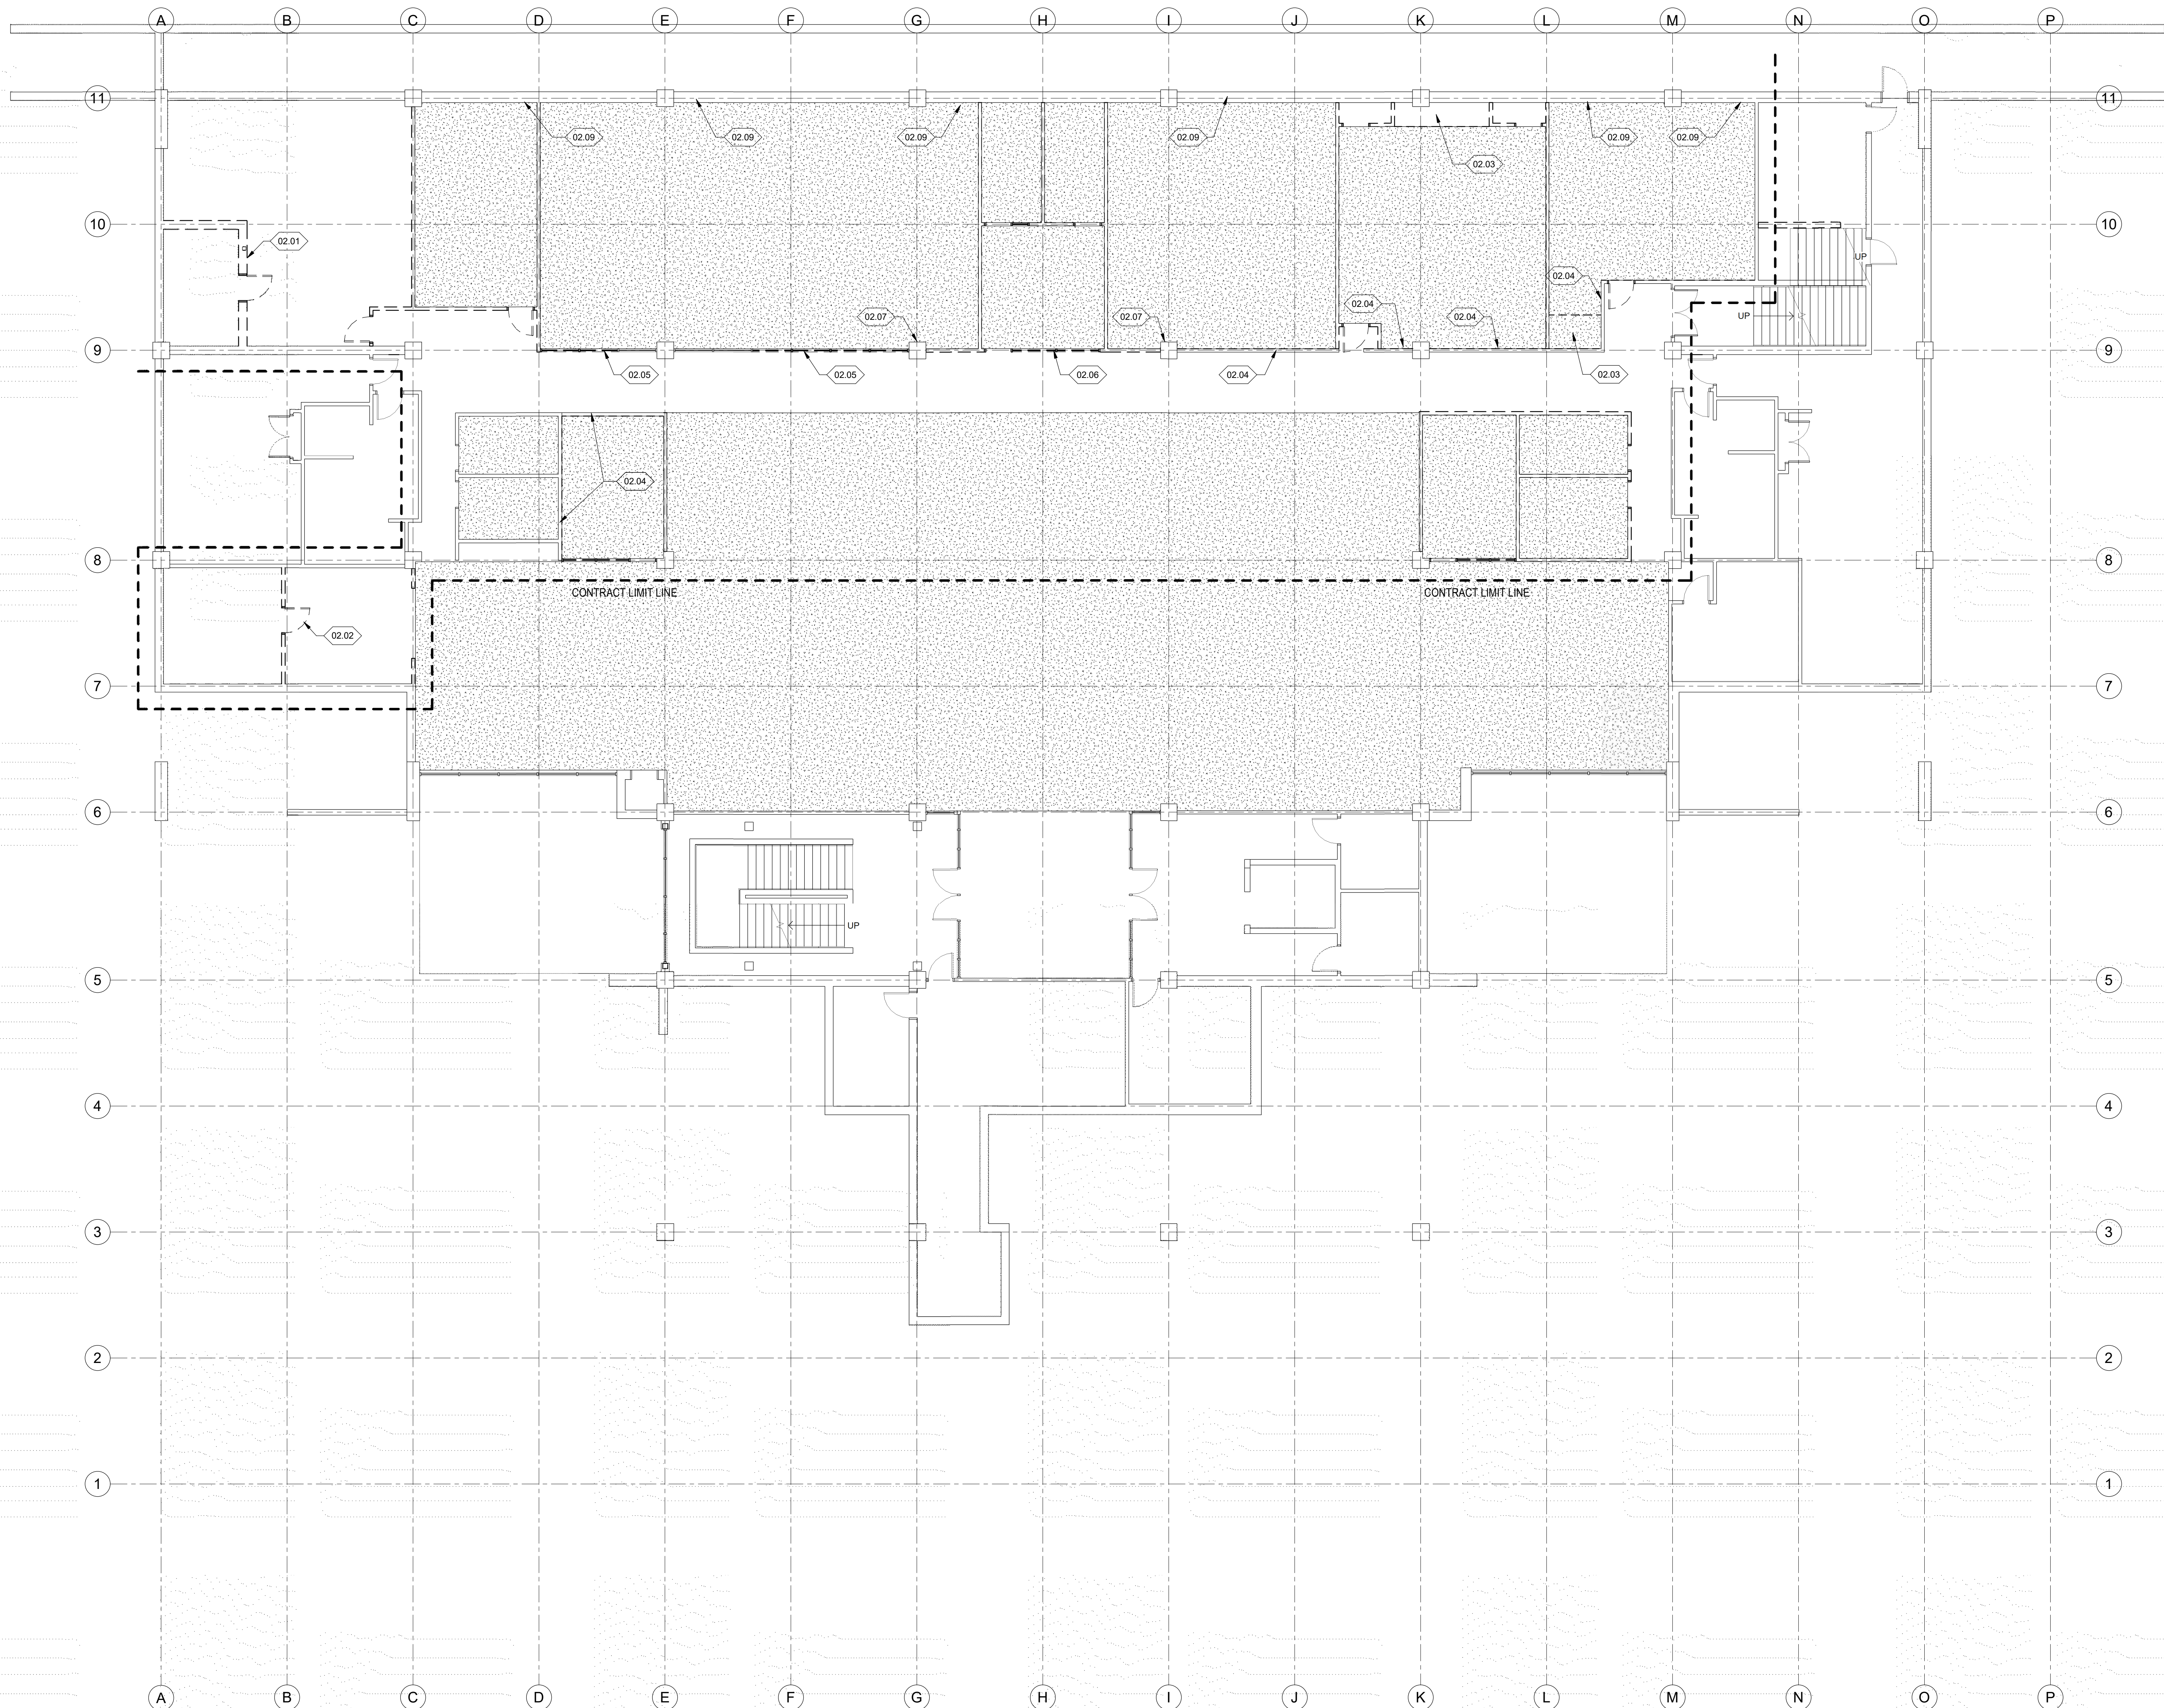 A B C D E F G H I J K L M N O P
11 11
02.09 02.09 02.09 02.09 02.09 02.09
02.03
10 10
02.01
UP
02.04
02.04
02.07 02.07 02.04 UP
9 9
02.05 02.05 02.06 02.04 02.03
02.04
8 8
CONTRACT LIMIT LINE CONTRACT LIMIT LINE
02.02
7 7
6 6
UP
5 5
4 4
3 3
2 2
1 1
A B C D E F G H I J K L M N O P